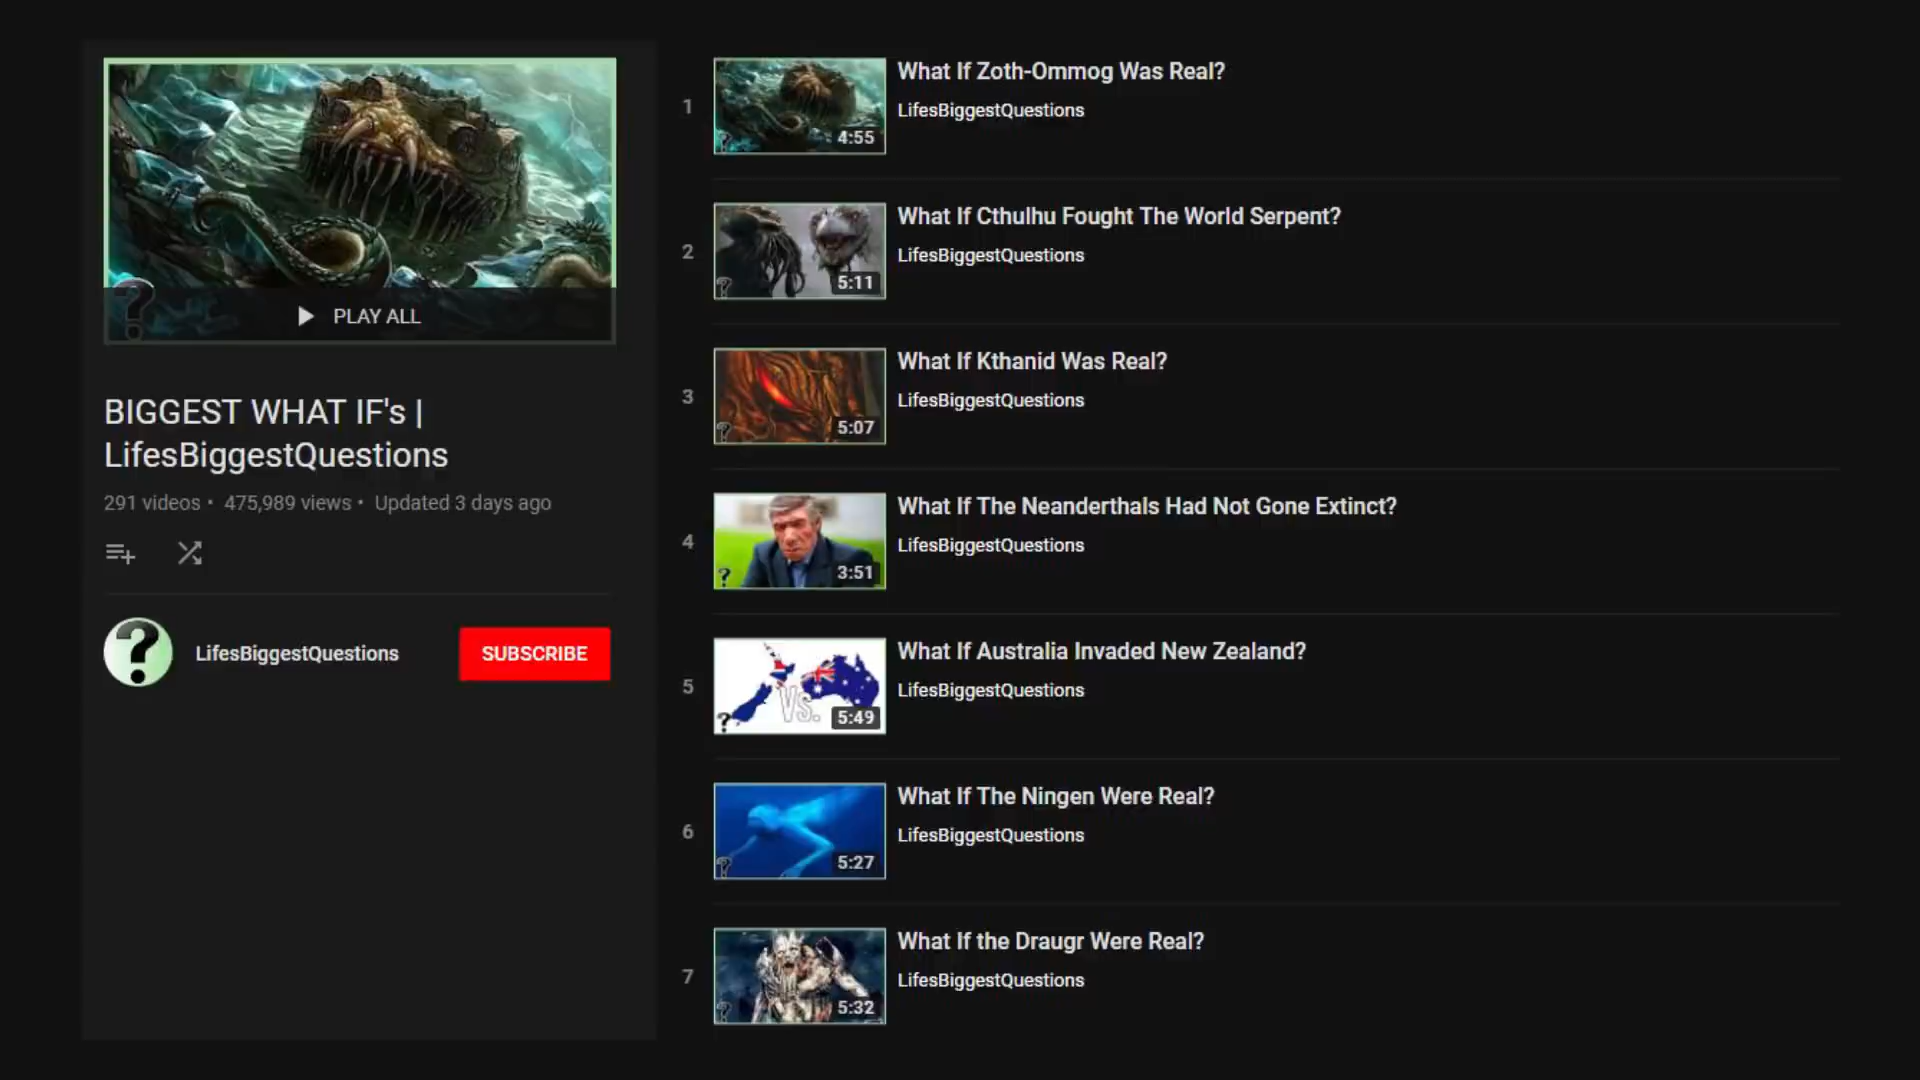 PLAY ALL
BIGGEST WHAT IF's |
LifesBiggestQuestions
291 videos • 475,989 views • Updated 3 days ago
?
LifesBiggestQuestions
SUBSCRIBE
1
4:55
What If Zoth-Ommog Was Real?
LifesBiggestQuestions
2
5:11
What If Cthulhu Fought The World Serpent?
LifesBiggestQuestions
3
5:07
What If Kthanid Was Real?
LifesBiggestQuestions
4
3:51
What If The Neanderthals Had Not Gone Extinct?
LifesBiggestQuestions
5
Vs.
5:49
What If Australia Invaded New Zealand?
LifesBiggestQuestions
6
5:27
What If The Ningen Were Real?
LifesBiggestQuestions
7
5:32
What If the Draugr Were Real?
LifesBiggestQuestions